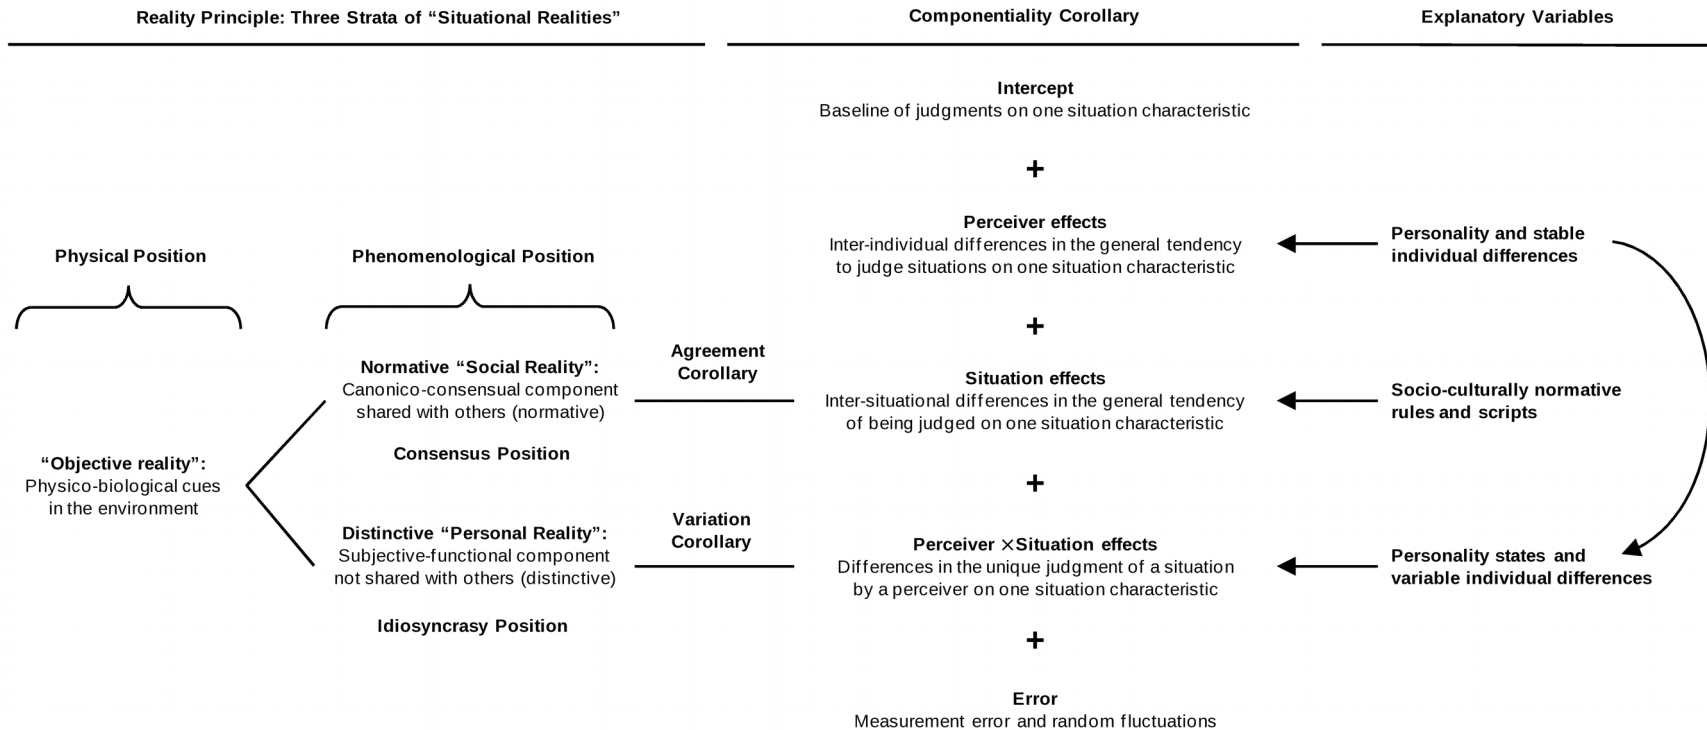 Reality Principle: Three Strata of “Situational Realities”
Componentiality Corollary
Explanatory Variables
Physical Position
“Objective reality”:
Physico-biological cues
in the environment
Phenomenological Position
Normative “Social Reality”:
Canonico-consensual component
shared with others (normative)
Consensus Position
Distinctive “Personal Reality”:
Subjective-functional component
not shared with others (distinctive)
Idiosyncrasy Position
Agreement
Corollary
Variation
Corollary
Intercept
Baseline of judgments on one situation characteristic
+
Perceiver effects
Inter-individual differences in the general tendency
to judge situations on one situation characteristic
+
Situation effects
Inter-situational differences in the general tendency
of being judged on one situation characteristic
+
Perceiver ×Situation effects
Differences in the unique judgment of a situation
by a perceiver on one situation characteristic
+
Error
Measurement error and random fluctuations
Personality and stable
individual differences
Socio-culturally normative
rules and scripts
Personality states and
variable individual differences